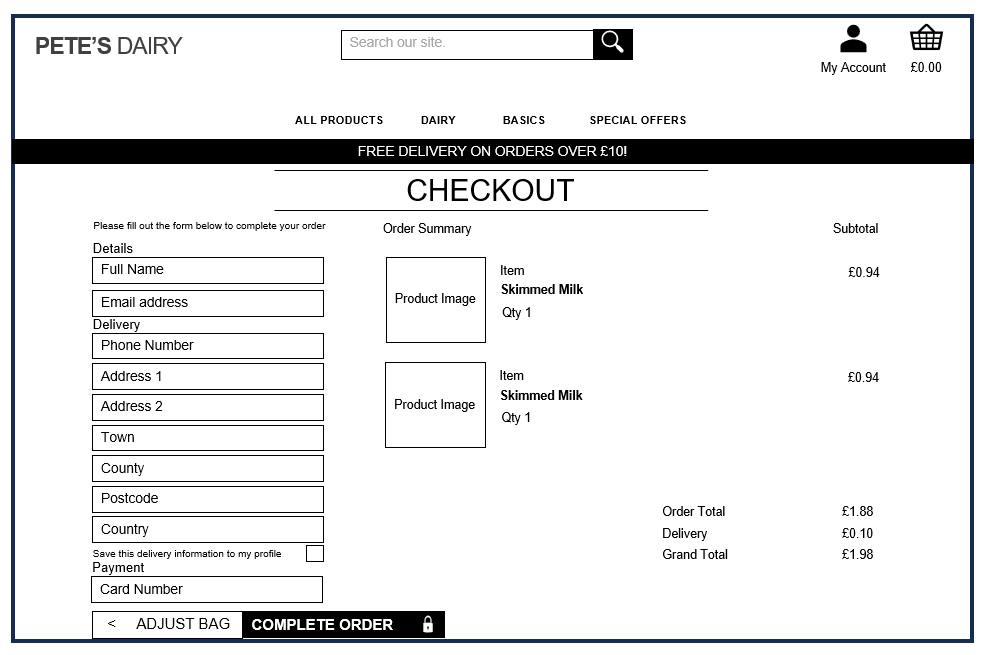 PETE'S DAIRY
Search our site.
My Account
£0.00
ALL PRODUCTS DAIRY BASICS SPECIAL OFFERS
FREE DELIVERY ON ORDERS OVER £10!
CHECKOUT
Please fill out the form below to complete your order
Details
Full Name
Email address
Delivery
Phone Number
Address 1
Address 2
Town
County
Postcode
Country
Save this delivery information to my profile
Payment
Card Number
< ADJUST BAG
COMPLETE ORDER
Order Summary Subtotal
Product Image
Item £0.94
Skimmed Milk
Qty 1
Product Image
Item £0.94
Skimmed Milk
Qty 1
Order Total £1.88
Delivery £0.10
Grand Total £1.98